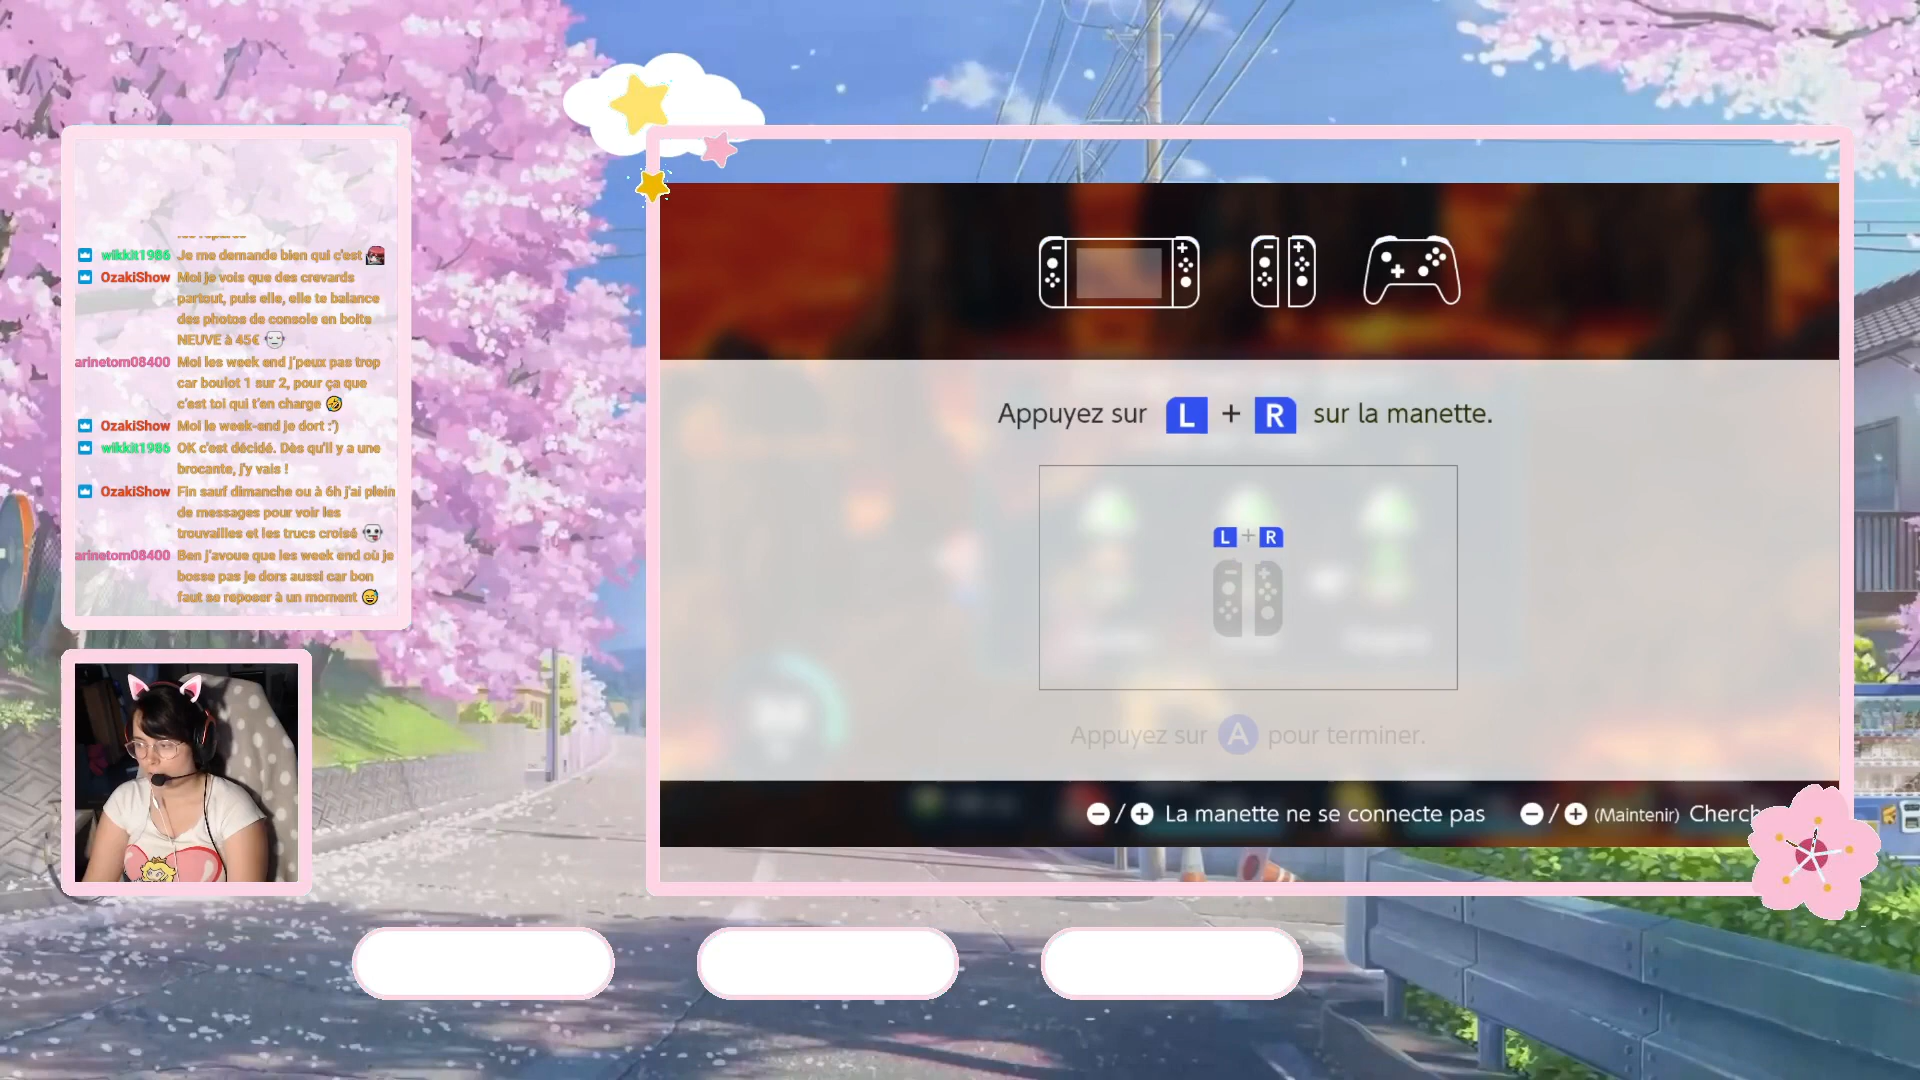 wikkit1986 Je me demande bien qui c'est
OzakiShow Moi je vois que des crevards
partout, puis elle, elle te balance
des photos de console en boite
NEUVE à 45€
arinetom08400 Moi les week end j'peux pas trop
car boulot 1 sur 2, pour ça que
c'est toi qui t'en charge
OzakiShow Moi le week-end je dort :')
wikkit1986 OK c'est décidé. Dès qu'il y a une
brocante, j'y vais !
OzakiShow Fin sauf dimanche ou à 6h j'ai plein
de messages pour voir les
trouvailles et les trucs croisé
arinetom08400 Ben j'avoue que les week end où je
bosse pas je dors aussi car bon
faut se reposer à un moment
Appuyez sur L + R sur la manette.
L + R
Appuyez sur A pour terminer.
−/+ La manette ne se connecte pas −/+ (Maintenir) Cherch